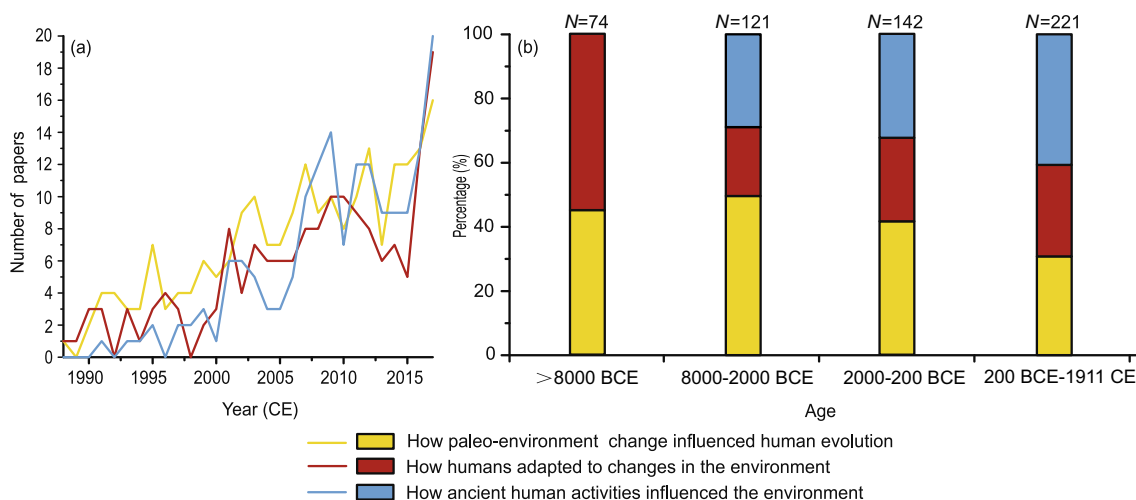 (a)
Number of papers
20
18
16
14
12
10
8
6
4
2
0
1990 1995 2000 2005 2010 2015
Year (CE)
(b)
N=74 N=121 N=142 N=221
Percentage (%)
100
80
60
40
20
0
>8000 BCE 8000-2000 BCE 2000-200 BCE 200 BCE-1911 CE
Age
How paleo-environment change influenced human evolution
How humans adapted to changes in the environment
How ancient human activities influenced the environment